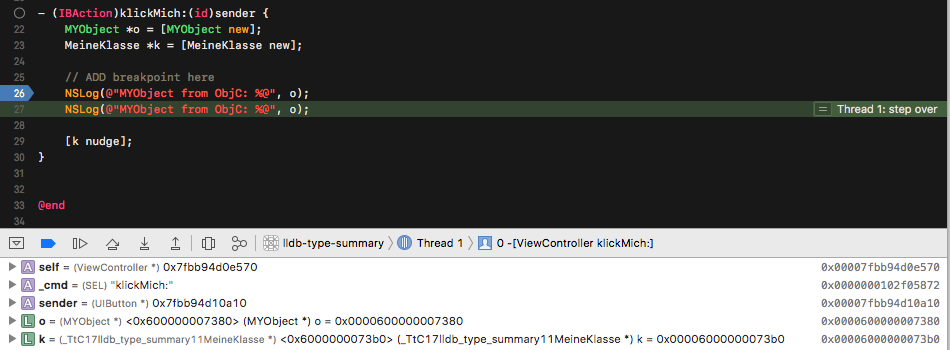 - (IBAction)klickMich:(id)sender {
22 MYObject *o = [MYObject new];
23 MeineKlasse *k = [MeineKlasse new];
24
25 // ADD breakpoint here
26 NSLog(@"MYObject from ObjC: %@", o);
27 NSLog(@"MYObject from ObjC: %@", o); = Thread 1: step over
28
29 [k nudge];
30 }
31
32
33 @end
34
lldb-type-summary Thread 1 0 -[ViewController klickMich:]
A self = (ViewController *) 0x7fbb94d0e570 0x00007fbb94d0e570
A _cmd = (SEL) "klickMich:" 0x0000000102f05872
A sender = (UIButton *) 0x7fbb94d10a10 0x00007fbb94d10a10
L o = (MYObject *) <0x600000007380> (MYObject *) o = 0x0000600000007380 0x0000600000007380
L k = (_TtC17lldb_type_summary11MeineKlasse *) <0x6000000073b0> (_TtC17lldb_type_summary11MeineKlasse *) k = 0x00006000000073b0 0x00006000000073b0